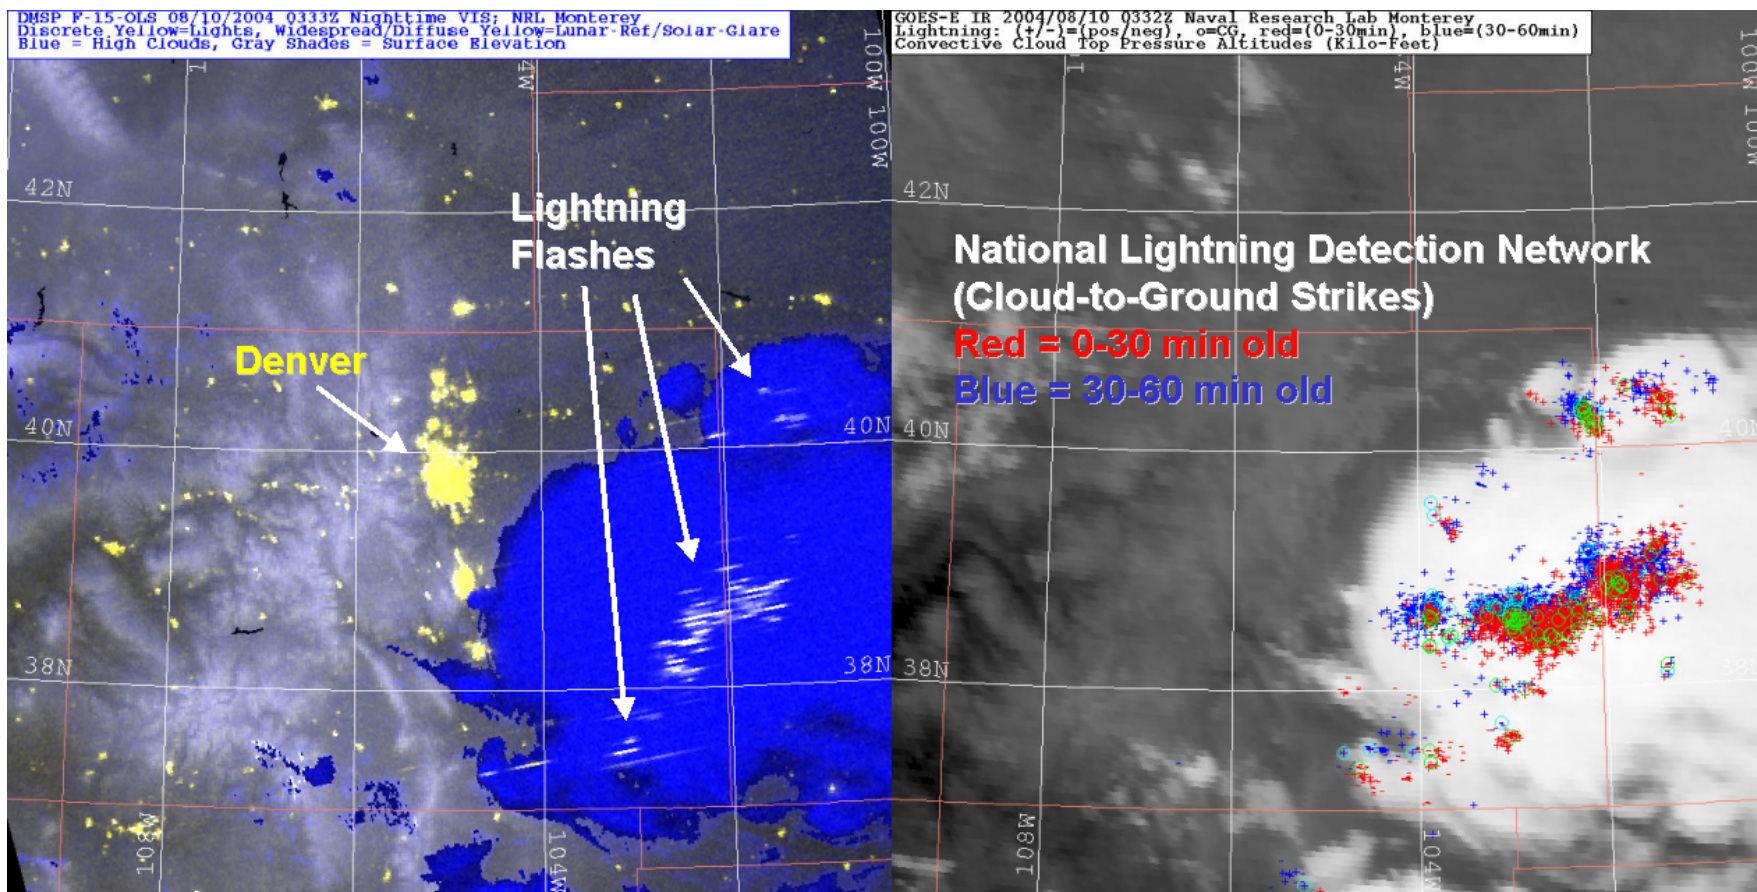 DMSP F-15-OLS 08/10/2004 0333Z Nighttime VIS; NRL Monterey
Discrete Yellow=Lights, Widespread/Diffuse Yellow=Lunar-Ref/Solar-Glare
Blue = High Clouds, Gray Shades = Surface Elevation
100W
100W
42N
Lightning
Flashes
Denver
40N
40N
38N
38N
108W
104W
GOES-E IR 2004/08/10 0332Z Naval Research Lab Monterey
Lightning: (+/-)=(pos/neg), o=CG, red=(0-30min), blue=(30-60min)
Convective Cloud Top Pressure Altitudes (Kilo-Feet)
100W
100W
42N
National Lightning Detection Network
(Cloud-to-Ground Strikes)
Red = 0-30 min old
Blue = 30-60 min old
40N
40N
38N
38N
108W
104W